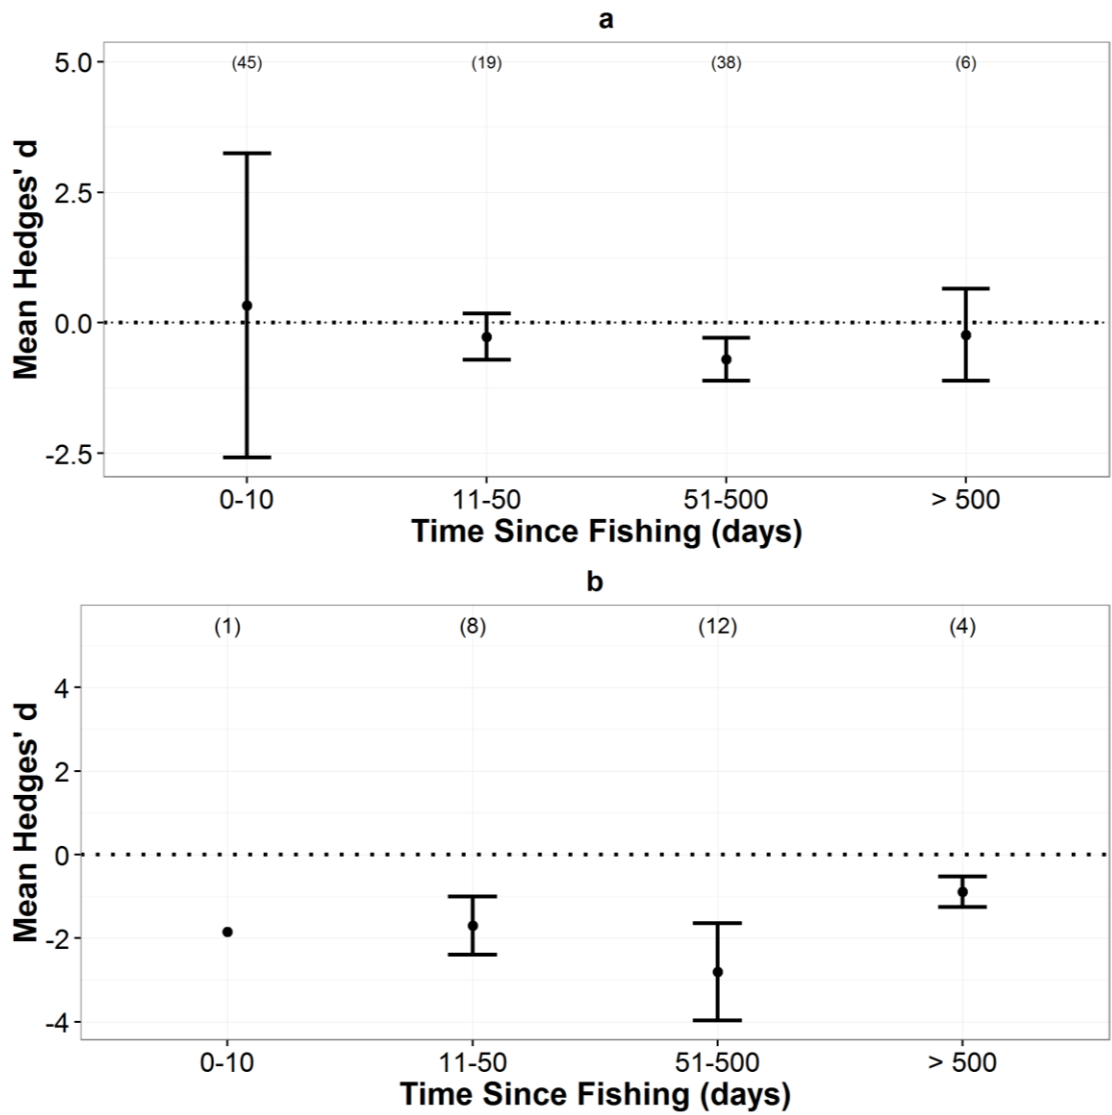 a
(45) (19) (38) (6)
5.0
2.5
0.0
-2.5
Mean Hedges' d
0-10 11-50 51-500 > 500
Time Since Fishing (days)
b
(1) (8) (12) (4)
4
2
0
-2
-4
Mean Hedges' d
0-10 11-50 51-500 > 500
Time Since Fishing (days)